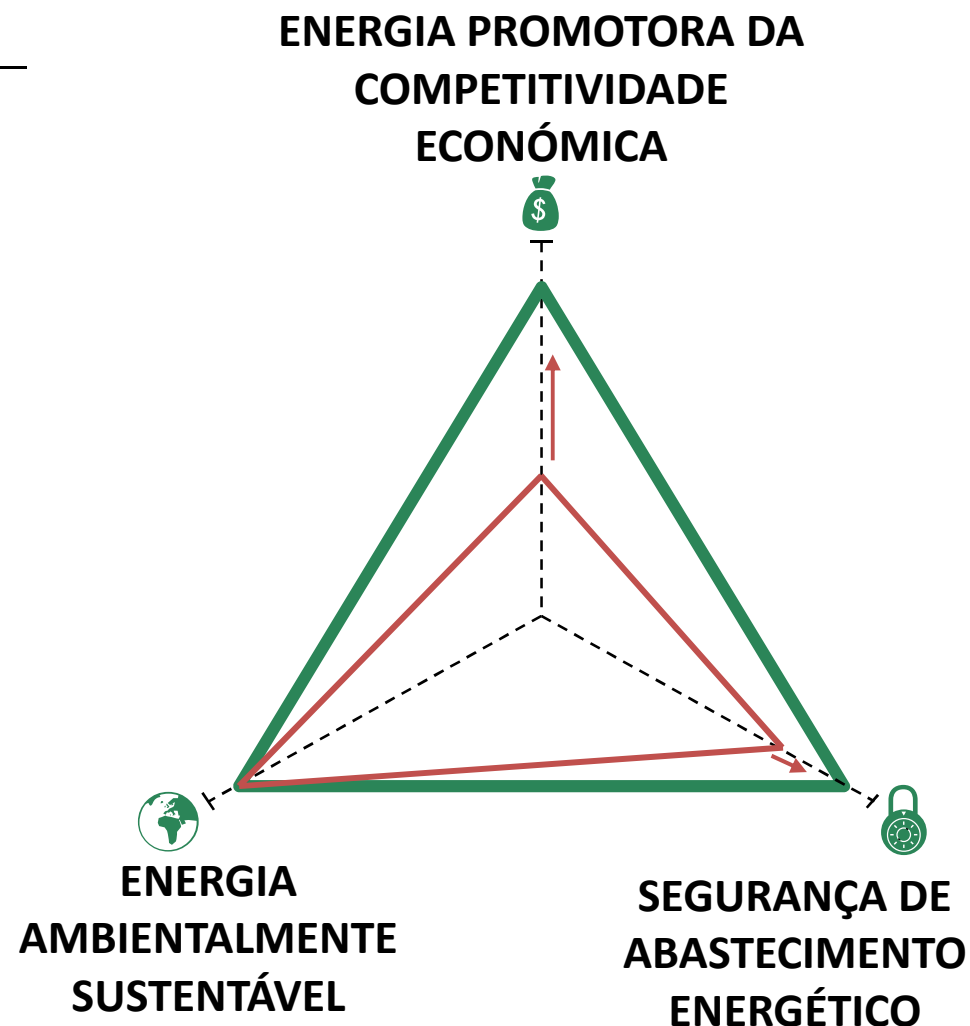 ENERGIA PROMOTORA DA
COMPETITIVIDADE
ECONÓMICA
$
ENERGIA
AMBIENTALMENTE
SUSTENTÁVEL
SEGURANÇA DE
ABASTECIMENTO
ENERGÉTICO